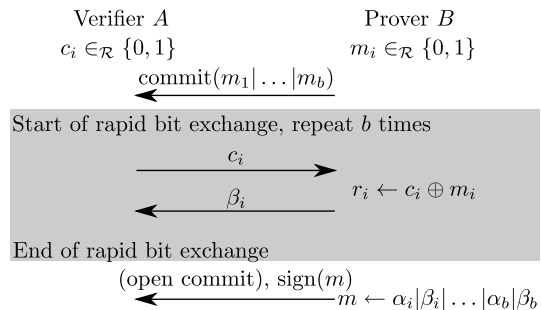 Verifier A Prover B
c_i ∈_R {0,1} m_i ∈_R {0,1}
commit(m_1|...|m_b)
Start of rapid bit exchange, repeat b times
c_i
r_i ← c_i ⊕ m_i
β_i
End of rapid bit exchange
(open commit), sign(m)
m ← α_i|β_i|...|α_b|β_b